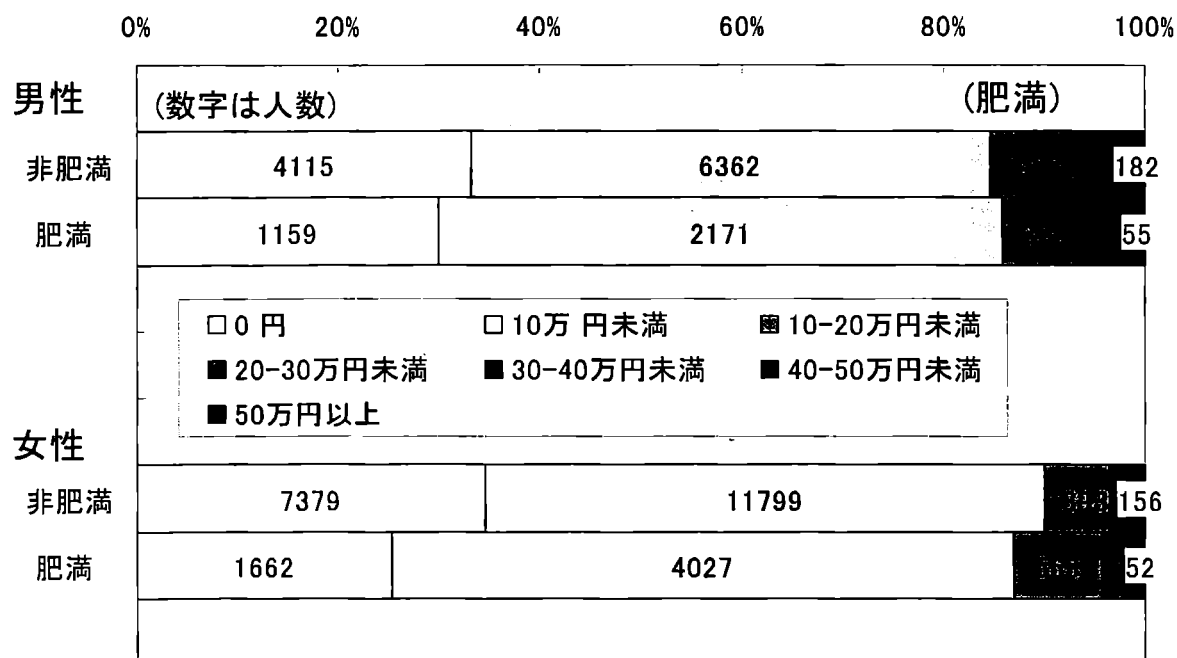 0% 20% 40% 60% 80% 100%
男性 (数字は人数) (肥満)
非肥満 4115 6362 182
肥満 1159 2171 55
0 円 10万 円未満 10-20万円未満
20-30万円未満 30-40万円未満 40-50万円未満
50万円以上
女性
非肥満 7379 11799 156
肥満 1662 4027 52